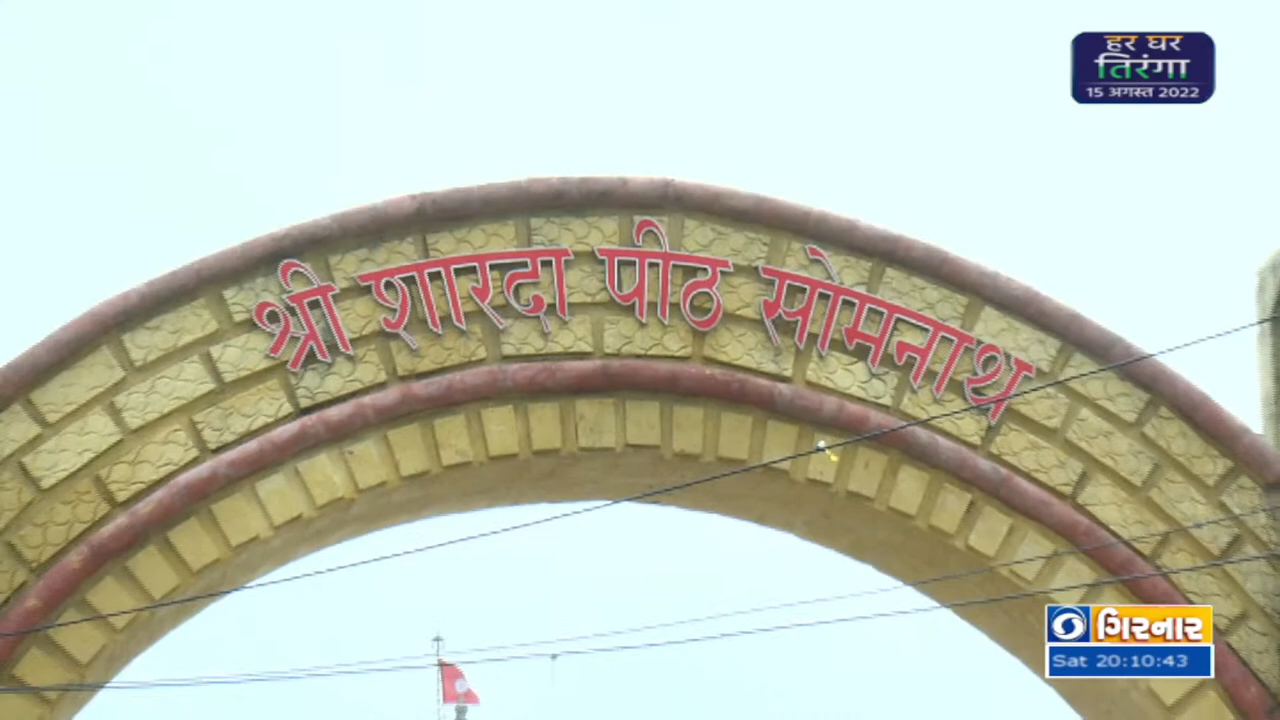 हर घर
तिरंगा
15 अगस्त 2022
श्री शारदा पीठ सोमनाथ
ગિરનાર
Sat 20:10:43